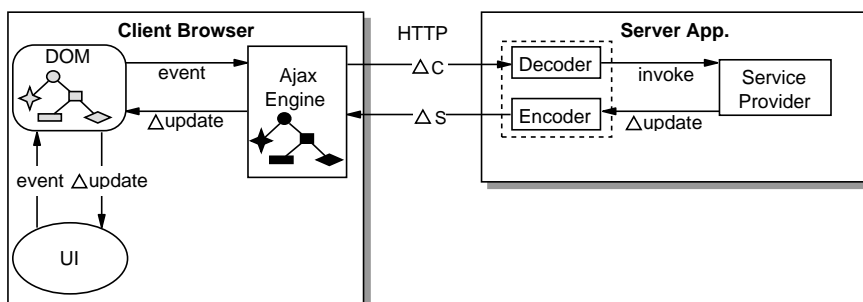 Client Browser
HTTP
Server App.
DOM
event
Ajax
Engine
△C
Decoder
invoke
Service
Provider
△update
△S
Encoder
△update
event
△update
UI